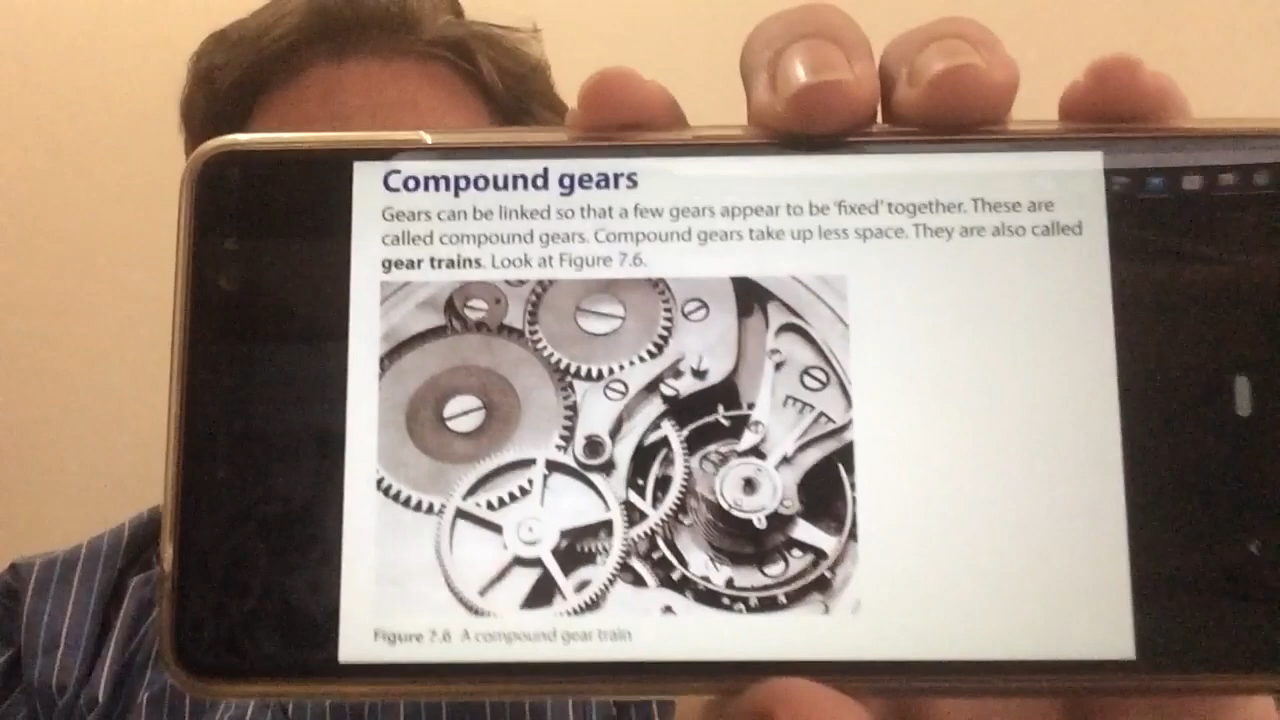 Compound gears
Gears can be linked so that a few gears appear to be ‘fixed’ together. These are
called compound gears. Compound gears take up less space. They are also called
gear trains. Look at Figure 7.6.
Figure 7.6 A compound gear train